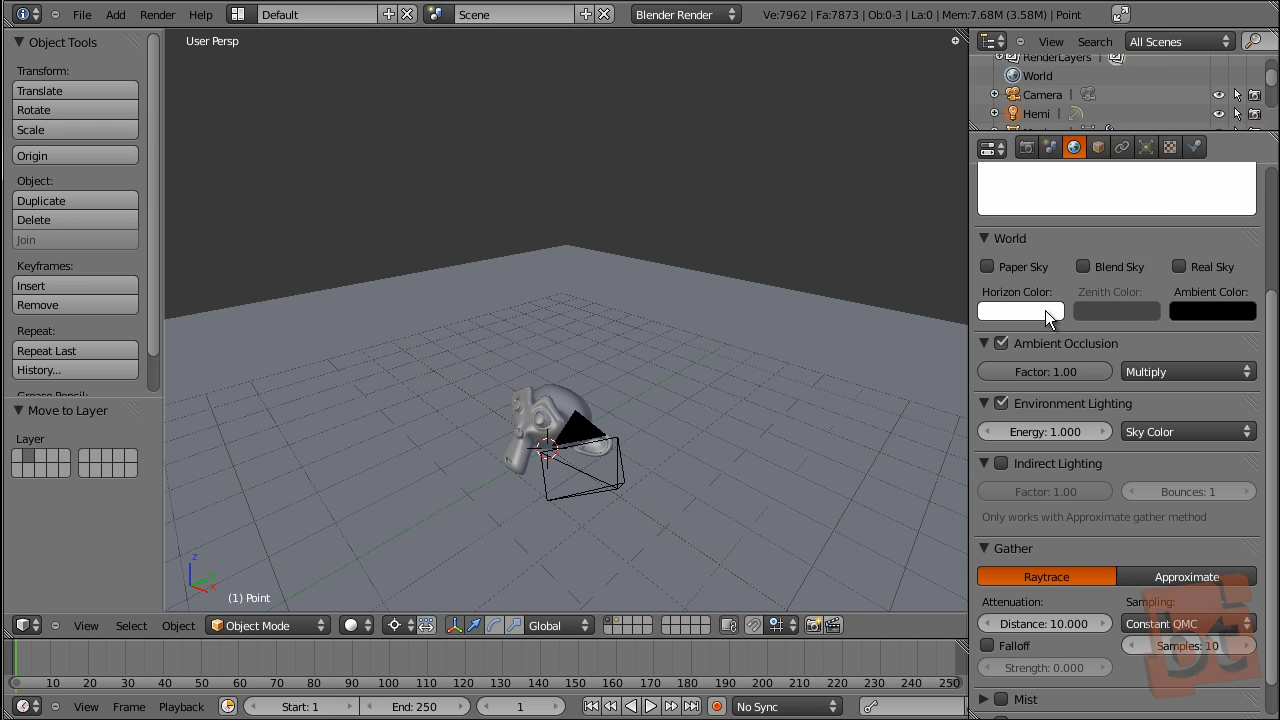 File Add Render Help Default Scene Blender Render Ve:7962 | Fa:7873 | Ob:0-3 | La:0 | Mem:7.68M (3.58M) | Point
Object Tools
Transform:
Translate
Rotate
Scale
Origin
Object:
Duplicate
Delete
Join
Keyframes:
Insert
Remove
Repeat:
Repeat Last
History...
Move to Layer
Layer
User Persp
z
y
x
(1) Point
View Select Object Object Mode Global
10 20 30 40 50 60 70 80 90 100 110 120 130 140 150 160 170 180 190 200 210 220 230 240 250
View Frame Playback Start: 1 End: 250 1 No Sync
View Search All Scenes
RenderLayers |
World
Camera |
Hemi |
World
Paper Sky Blend Sky Real Sky
Horizon Color: Zenith Color: Ambient Color:
Ambient Occlusion
Factor: 1.00 Multiply
Environment Lighting
Energy: 1.000 Sky Color
Indirect Lighting
Factor: 1.00 Bounces: 1
Only works with Approximate gather method
Gather
Raytrace Approximate
Attenuation: Sampling:
Distance: 10.000 Constant QMC
Falloff Samples: 10
Strength: 0.000
Mist